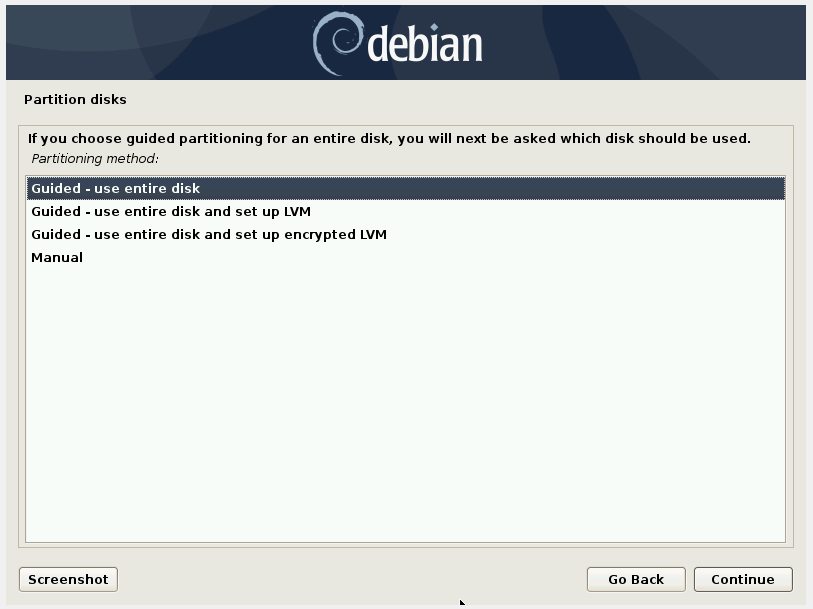 debian
Partition disks
If you choose guided partitioning for an entire disk, you will next be asked which disk should be used.
Partitioning method:
Guided - use entire disk
Guided - use entire disk and set up LVM
Guided - use entire disk and set up encrypted LVM
Manual
Screenshot
Go Back
Continue